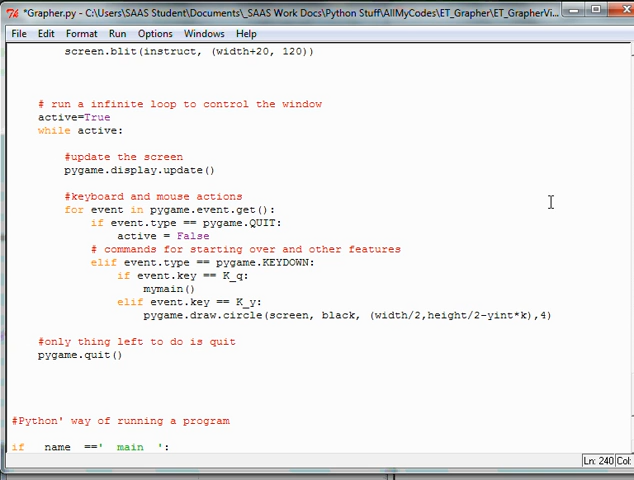 *Grapher.py - C:\Users\SAAS Student\Documents\_SAAS Work Docs\Python Stuff\AllMyCodes\ET_Grapher\ET_GrapherVi...
File Edit Format Run Options Windows Help
screen.blit(instruct, (width+20, 120))
# run a infinite loop to control the window
active=True
while active:
#update the screen
pygame.display.update()
#keyboard and mouse actions
for event in pygame.event.get():
if event.type == pygame.QUIT:
active = False
# commands for starting over and other features
elif event.type == pygame.KEYDOWN:
if event.key == K_q:
mymain()
elif event.key == K_y:
pygame.draw.circle(screen, black, (width/2,height/2-yint*k),4)
#only thing left to do is quit
pygame.quit()
#Python' way of running a program
if __name__=='__main__':
Ln: 240 Col: